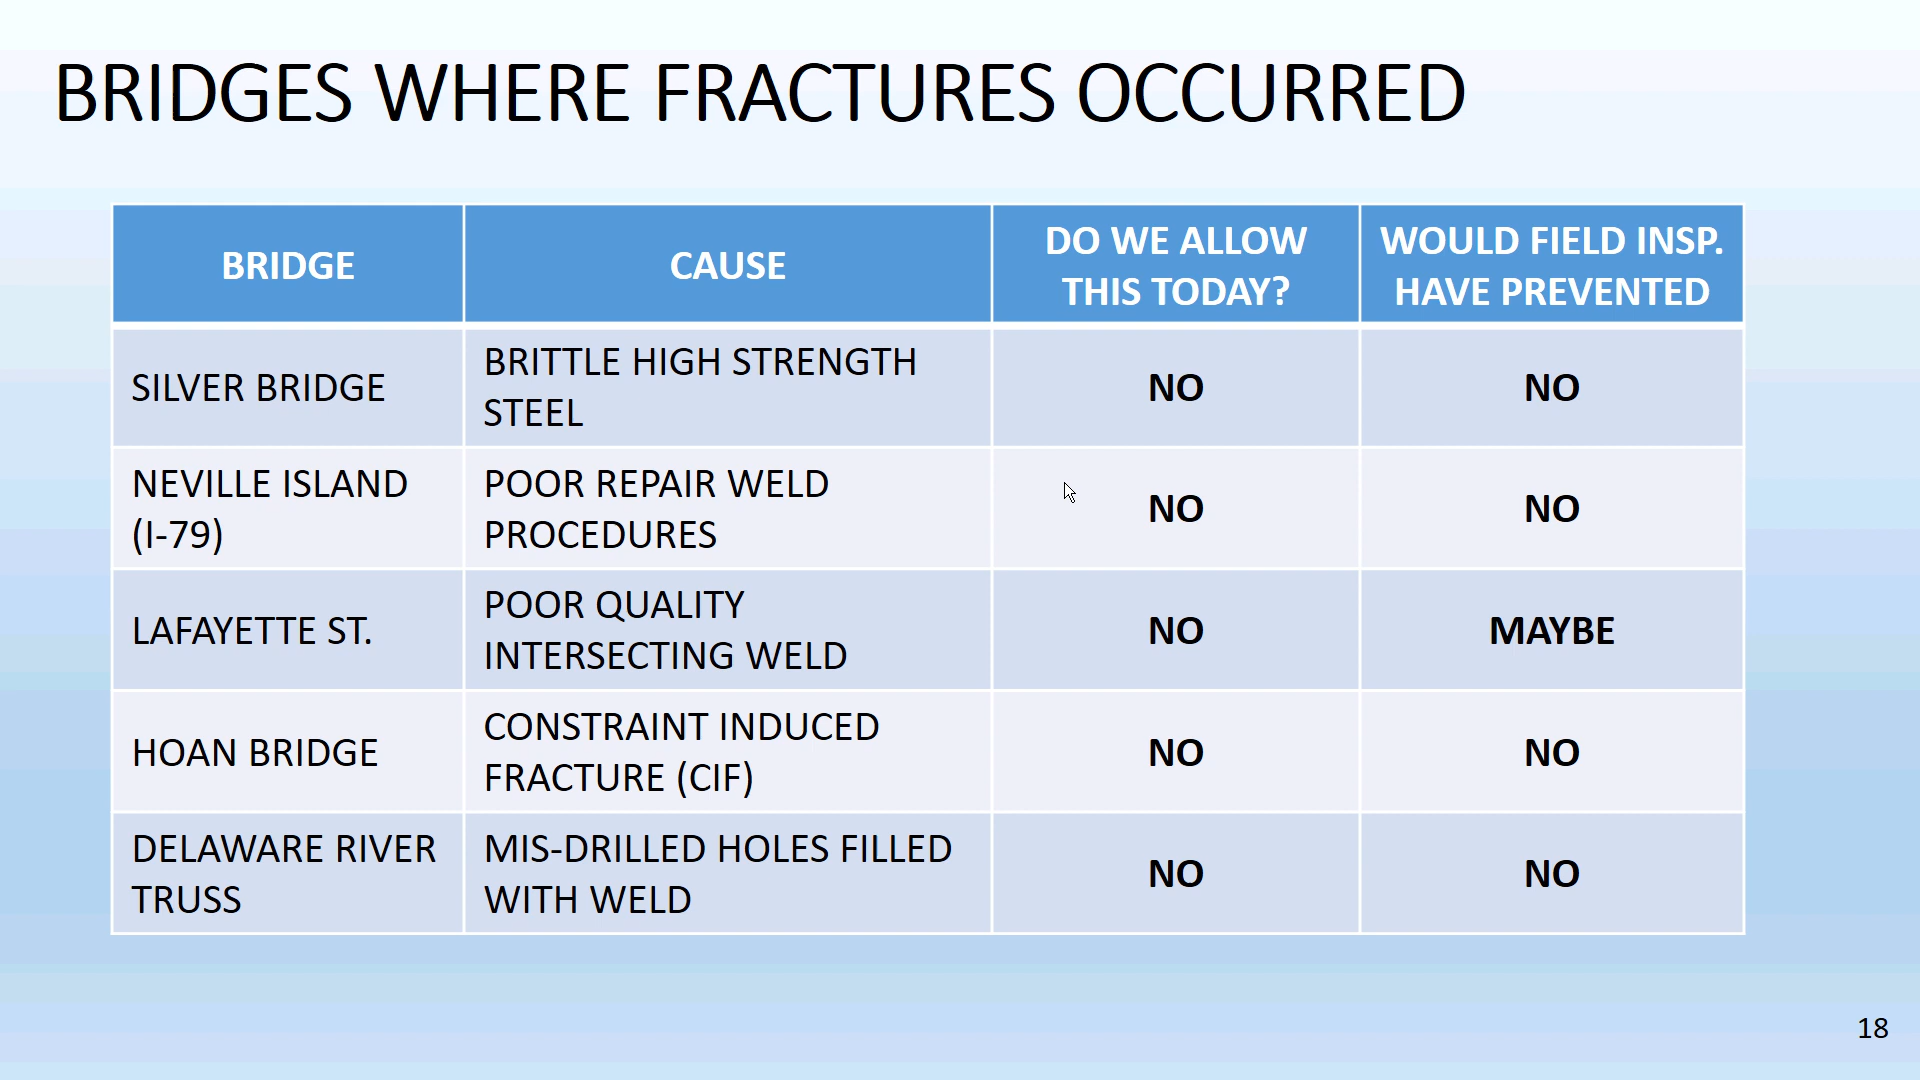 BRIDGES WHERE FRACTURES OCCURRED
BRIDGE
CAUSE
DO WE ALLOW
THIS TODAY?
WOULD FIELD INSP.
HAVE PREVENTED
SILVER BRIDGE
BRITTLE HIGH STRENGTH
STEEL
NO
NO
NEVILLE ISLAND
(I-79)
POOR REPAIR WELD
PROCEDURES
NO
NO
LAFAYETTE ST.
POOR QUALITY
INTERSECTING WELD
NO
MAYBE
HOAN BRIDGE
CONSTRAINT INDUCED
FRACTURE (CIF)
NO
NO
DELAWARE RIVER
TRUSS
MIS-DRILLED HOLES FILLED
WITH WELD
NO
NO
18